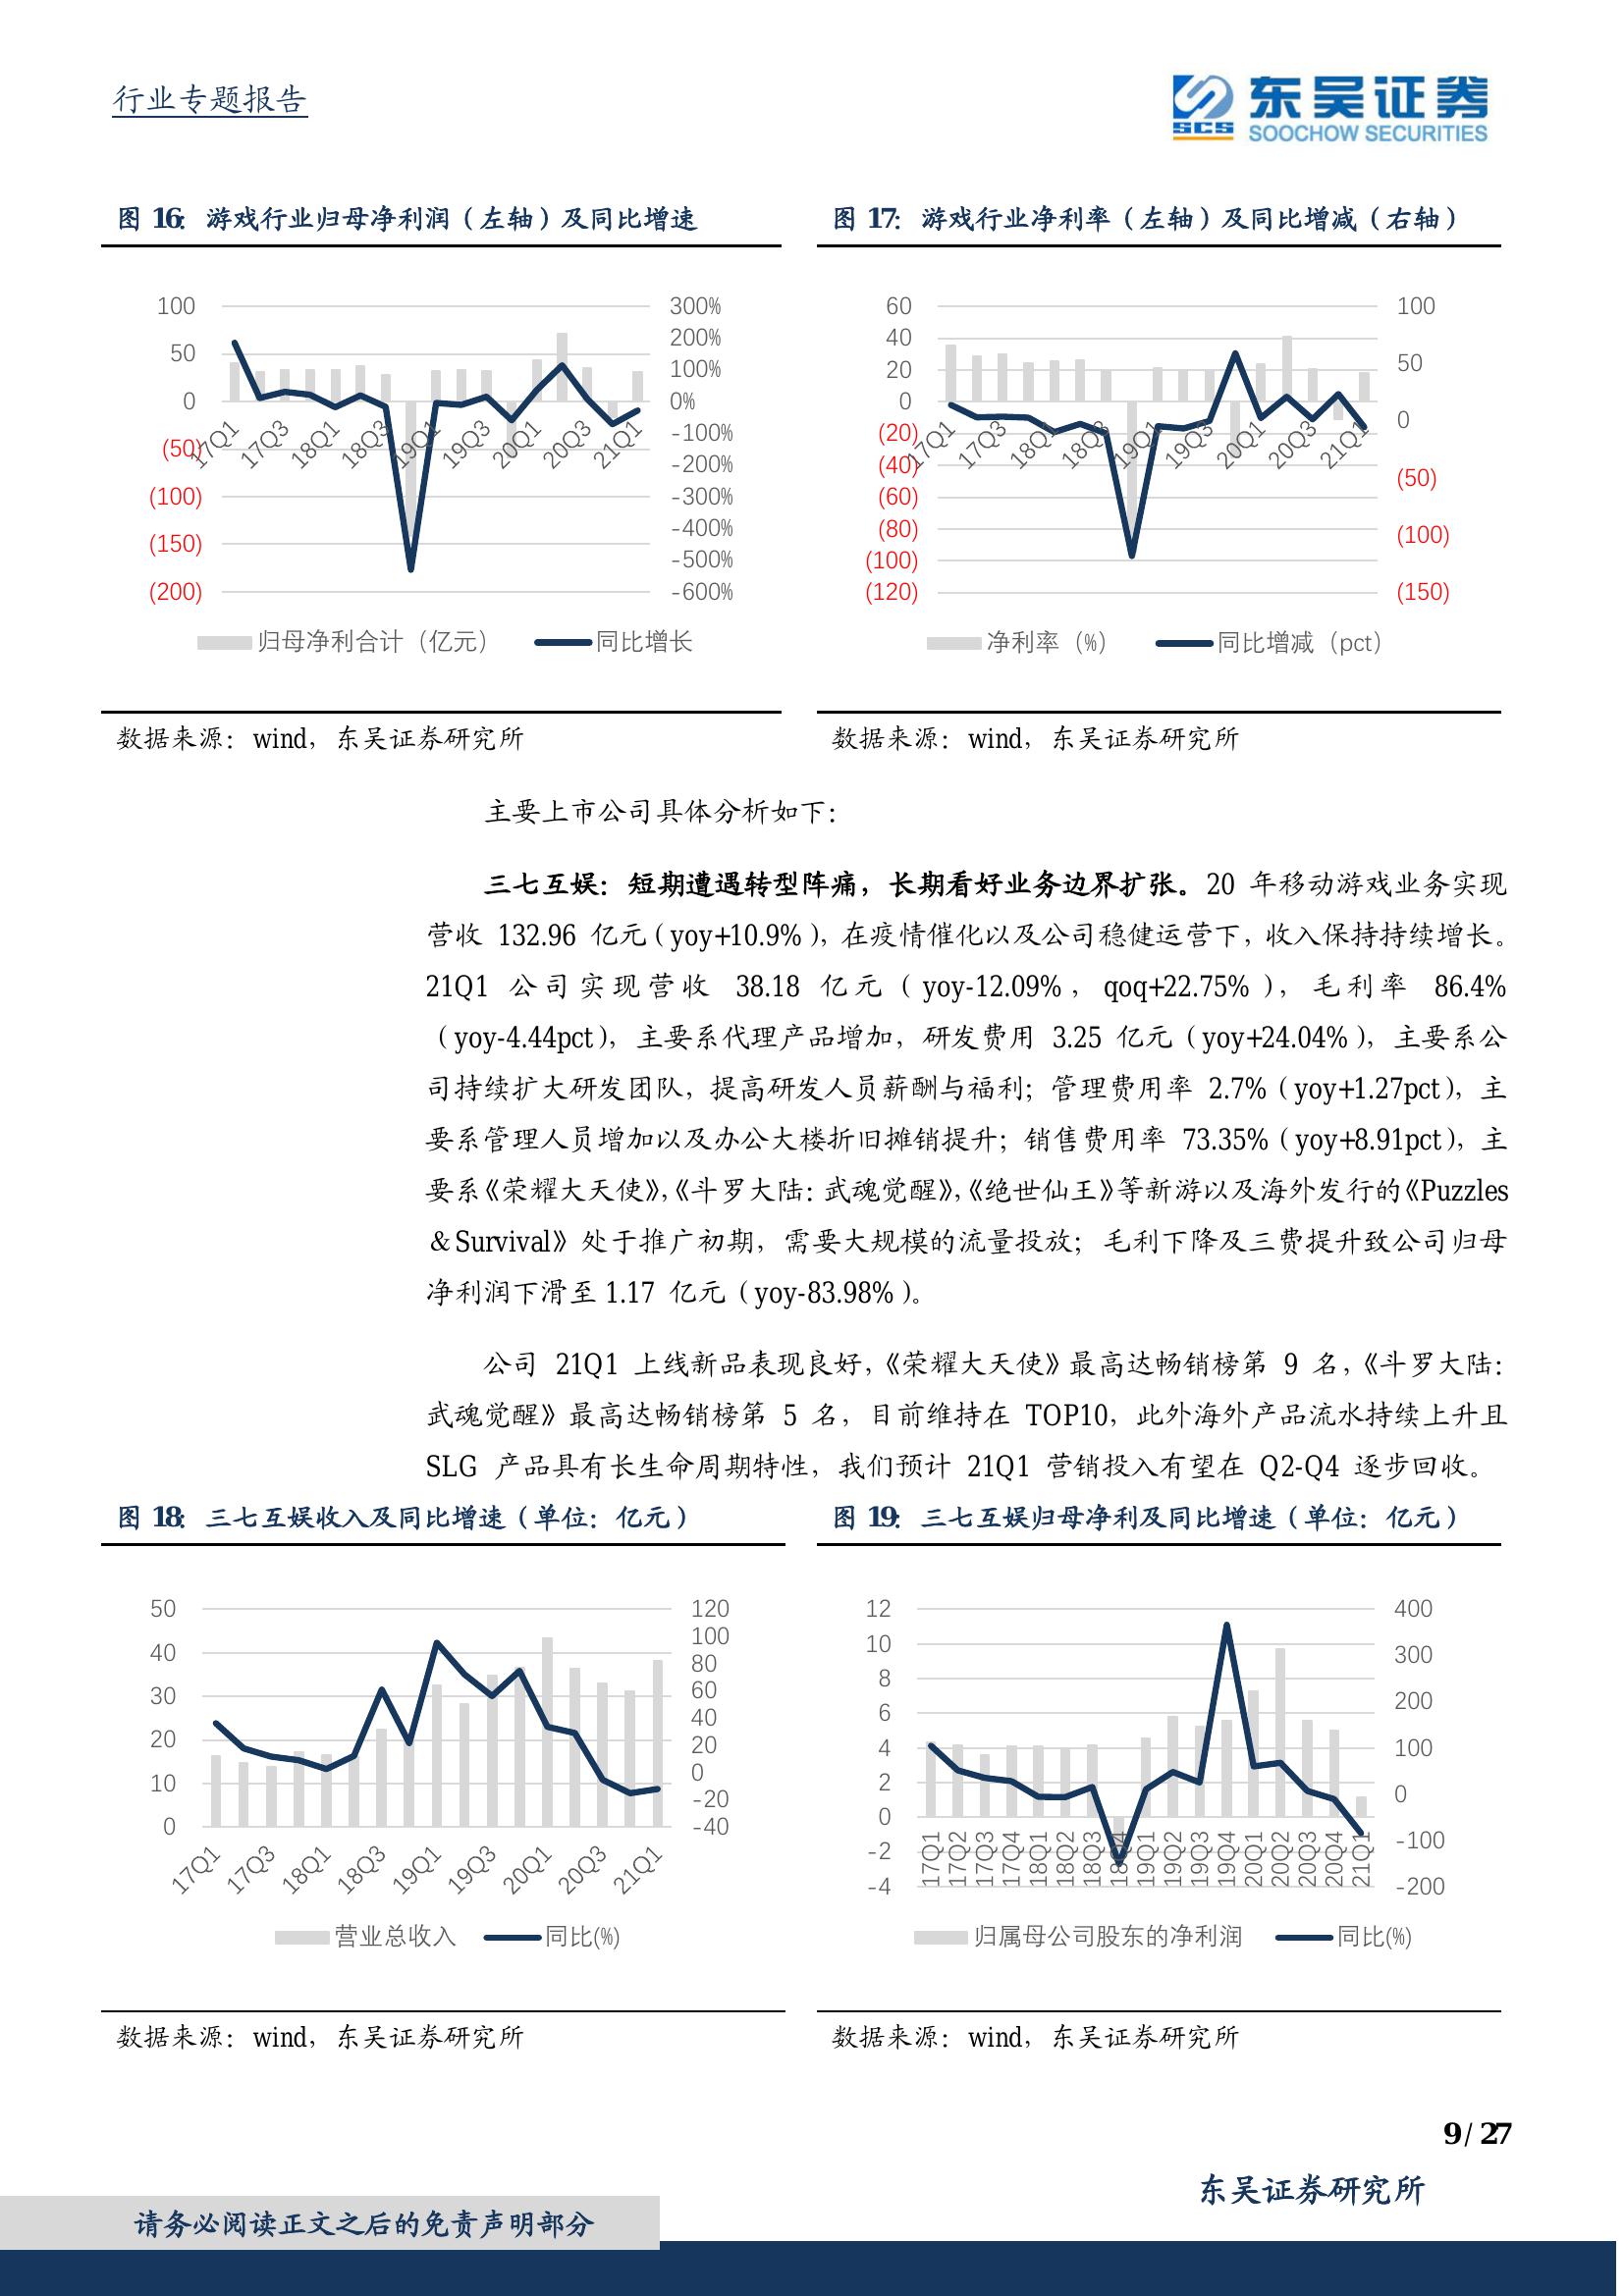 行业专题报告
东吴证券
SCS
SOOCHOW SECURITIES
图 16：游戏行业归母净利润（左轴）及同比增速
100
50
0
(50)
(100)
(150)
(200)
300%
200%
100%
0%
-100%
-200%
-300%
-400%
-500%
-600%
17Q1 17Q3 18Q1 18Q3 19Q1 19Q3 20Q1 20Q3 21Q1
归母净利合计（亿元） 同比增长
数据来源：wind，东吴证券研究所
图 17：游戏行业净利率（左轴）及同比增减（右轴）
60
40
20
0
(20)
(40)
(60)
(80)
(100)
(120)
100
50
0
(50)
(100)
(150)
17Q1 17Q3 18Q1 18Q3 19Q1 19Q3 20Q1 20Q3 21Q1
净利率（%） 同比增减（pct）
数据来源：wind，东吴证券研究所
主要上市公司具体分析如下：
三七互娱：短期遭遇转型阵痛，长期看好业务边界扩张。20 年移动游戏业务实现
营收 132.96 亿元（yoy+10.9%），在疫情催化以及公司稳健运营下，收入保持持续增长。
21Q1 公司实现营收 38.18 亿元（yoy-12.09%，qoq+22.75%），毛利率 86.4%
（yoy-4.44pct），主要系代理产品增加，研发费用 3.25 亿元（yoy+24.04%），主要系公
司持续扩大研发团队，提高研发人员薪酬与福利；管理费用率 2.7%（yoy+1.27pct），主
要系管理人员增加以及办公大楼折旧摊销提升；销售费用率 73.35%（yoy+8.91pct），主
要系《荣耀大天使》，《斗罗大陆：武魂觉醒》，《绝世仙王》等新游以及海外发行的《Puzzles
＆Survival》处于推广初期，需要大规模的流量投放；毛利下降及三费提升致公司归母
净利润下滑至 1.17 亿元（yoy-83.98%）。
公司 21Q1 上线新品表现良好，《荣耀大天使》最高达畅销榜第 9 名，《斗罗大陆：
武魂觉醒》最高达畅销榜第 5 名，目前维持在 TOP10，此外海外产品流水持续上升且
SLG 产品具有长生命周期特性，我们预计 21Q1 营销投入有望在 Q2-Q4 逐步回收。
图 18：三七互娱收入及同比增速（单位：亿元）
50
40
30
20
10
0
120
100
80
60
40
20
0
-20
-40
17Q1 17Q3 18Q1 18Q3 19Q1 19Q3 20Q1 20Q3 21Q1
营业总收入 同比(%)
数据来源：wind，东吴证券研究所
图 19：三七互娱归母净利及同比增速（单位：亿元）
12
10
8
6
4
2
0
-2
-4
400
300
200
100
0
-100
-200
17Q1 17Q2 17Q3 17Q4 18Q1 18Q2 18Q3 18Q4 19Q1 19Q2 19Q3 19Q4 20Q1 20Q2 20Q3 20Q4 21Q1
归属母公司股东的净利润 同比(%)
数据来源：wind，东吴证券研究所
9 / 27
东吴证券研究所
请务必阅读正文之后的免责声明部分